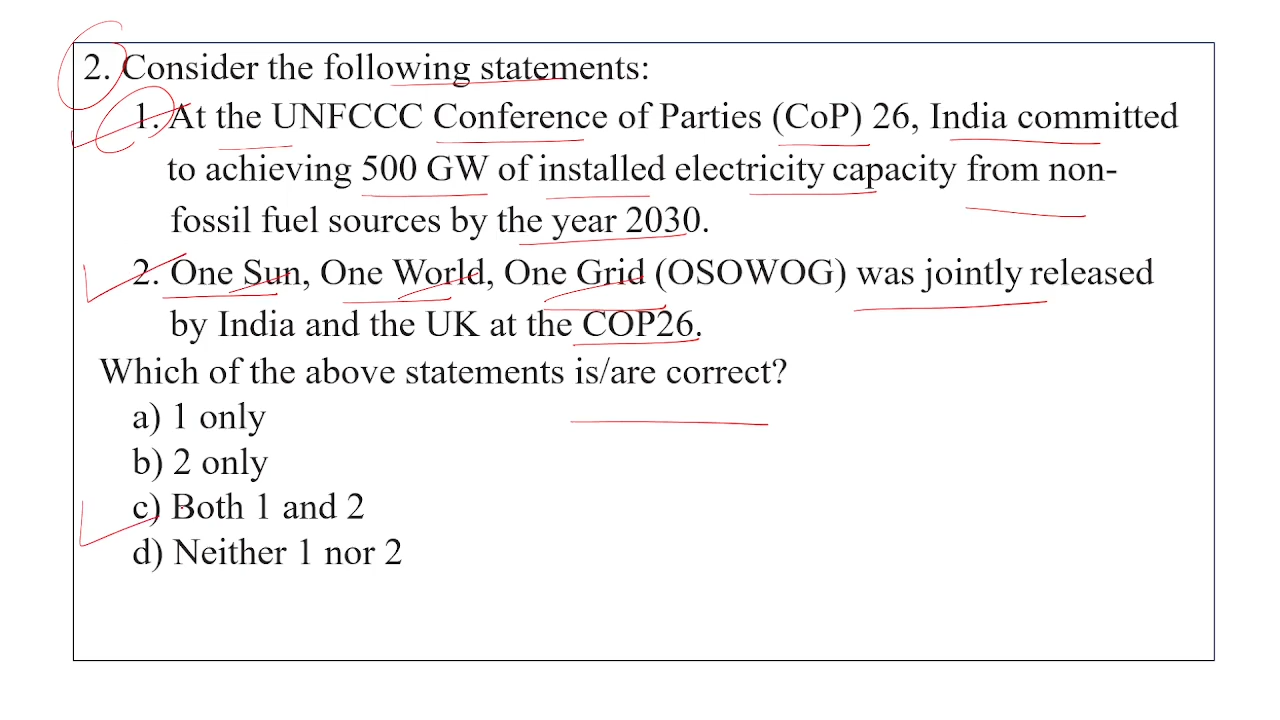 2. Consider the following statements:
1. At the UNFCCC Conference of Parties (CoP) 26, India committed
to achieving 500 GW of installed electricity capacity from non-
fossil fuel sources by the year 2030.
2. One Sun, One World, One Grid (OSOWOG) was jointly released
by India and the UK at the COP26.
Which of the above statements is/are correct?
a) 1 only
b) 2 only
c) Both 1 and 2
d) Neither 1 nor 2